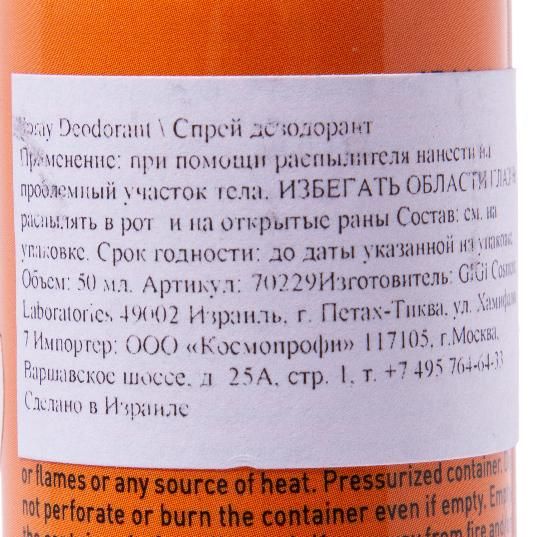 Spray Deodorant \ Спрей дезодорант
Применение: при помощи распылителя нанести на
проблемный участок тела. ИЗБЕГАТЬ ОБЛАСТИ
распылять в рот и на открытые раны Состав: см. на
упаковке. Срок годности: до даты указанной на упаковке
Объем: 50 мл. Артикул: 70229Изготовитель: GIGI
Laboratories 49002 Израиль, г. Петах-Тиква, ул.
7 Импортер: ООО «Космопрофи» 117105, г.Москва,
Варшавское шоссе, д 25А, стр. 1, т. +7 495 764-64-33
Сделано в Израиле
or flames or any source of heat. Pressurized container.
not perforate or burn the container even if empty.